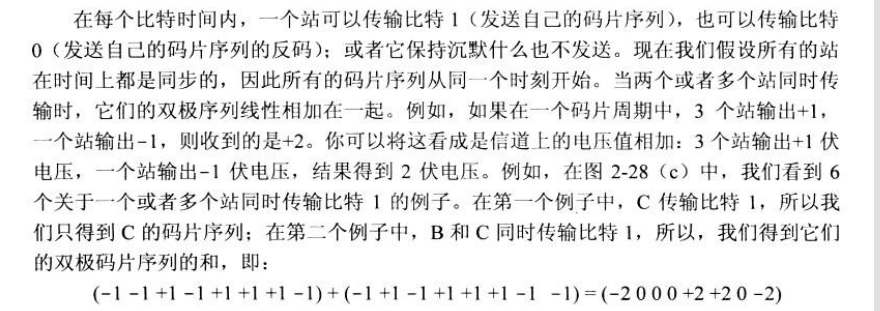 在每个比特时间内，一个站可以传输比特 1（发送自己的码片序列），也可以传输比特
0（发送自己的码片序列的反码）；或者它保持沉默什么也不发送。现在我们假设所有的站
在时间上都是同步的，因此所有的码片序列从同一个时刻开始。当两个或者多个站同时传
输时，它们的双极序列线性相加在一起。例如，如果在一个码片周期中，3 个站输出+1，
一个站输出−1，则收到的是+2。你可以将这看成是信道上的电压值相加：3 个站输出+1 伏
电压，一个站输出−1 伏电压，结果得到 2 伏电压。例如，在图 2-28（c）中，我们看到 6
个关于一个或者多个站同时传输比特 1 的例子。在第一个例子中，C 传输比特 1，所以我
们只得到 C 的码片序列；在第二个例子中，B 和 C 同时传输比特 1，所以，我们得到它们
的双极码片序列的和，即：
(−1 −1 +1 −1 +1 +1 +1 −1) + (−1 +1 −1 +1 +1 +1 −1 −1) = (−2 0 0 0 +2 +2 0 −2)